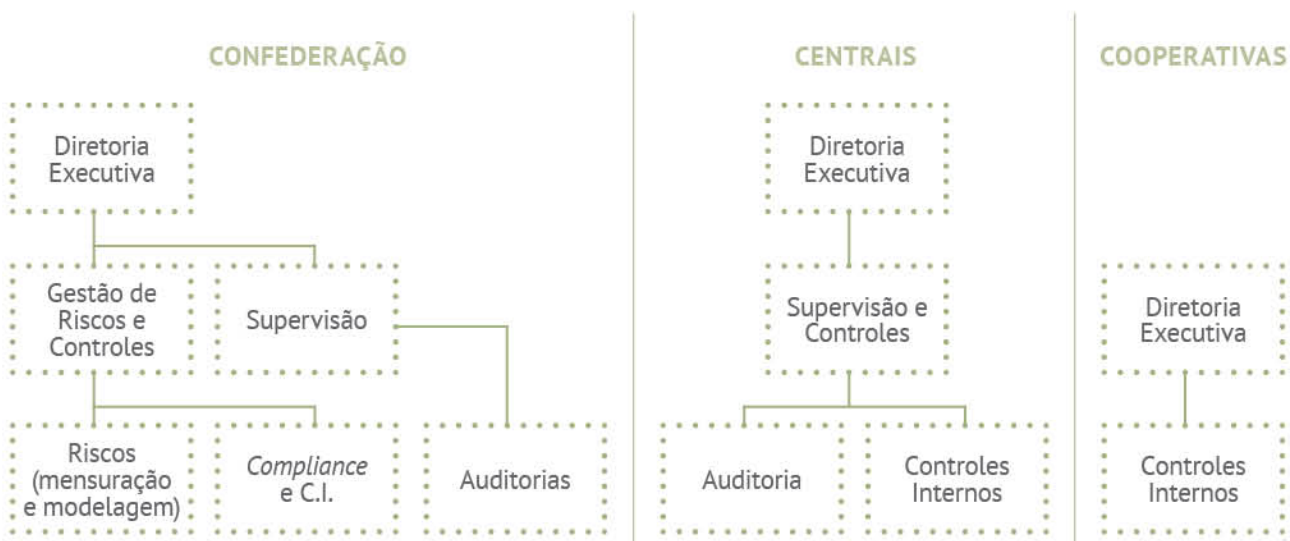 CONFEDERAÇÃO
Diretoria
Executiva
Gestão de
Riscos e
Controles
Supervisão
Riscos
(mensuração
e modelagem)
Compliance
e C.I.
Auditorias
CENTRAIS
Diretoria
Executiva
Supervisão e
Controles
Auditoria
Controles
Internos
COOPERATIVAS
Diretoria
Executiva
Controles
Internos